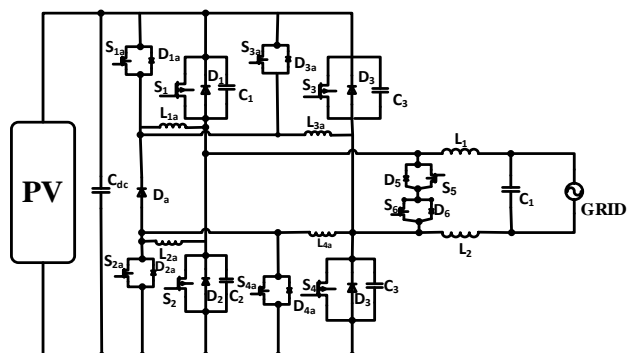 S1a
D1a
S3a
D3a
S1
D1
C1
S3
D3
C3
L1a
L3a
PV
Cdc
Da
L1
D5
S5
S6
D6
C1
GRID
L2
L2a
L4a
S2a
D2a
S2
D2
C2
S4a
D4a
S4
D3
C3